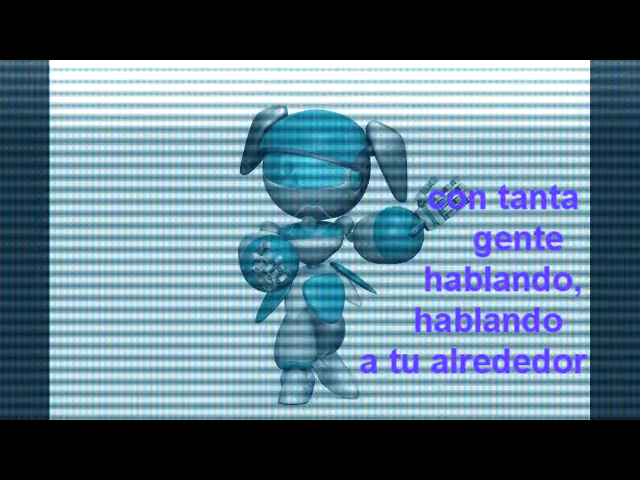 con tanta
gente
hablando,
hablando
a tu alrededor